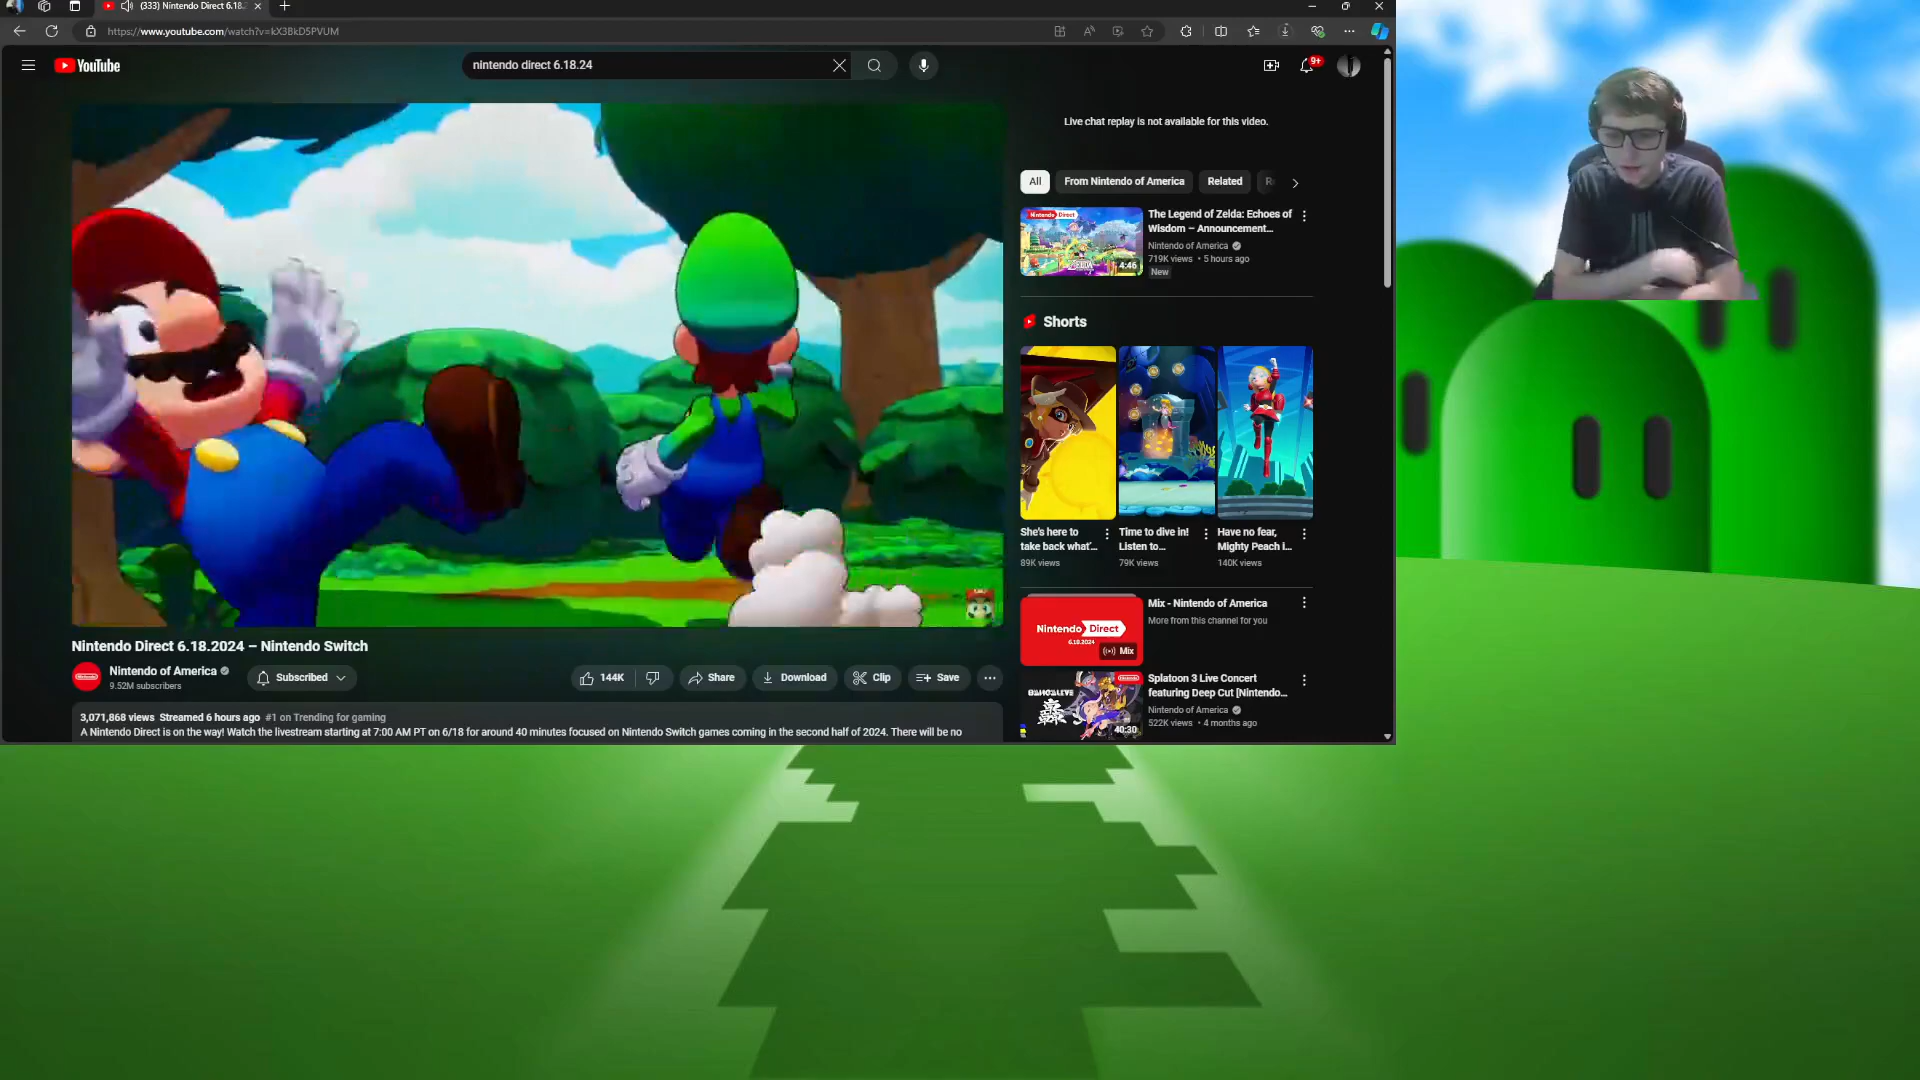 (333) Nintendo Direct 6.18.2
https://www.youtube.com/watch?v=kX3BkD5PVUM
YouTube
nintendo direct 6.18.24
9+
Live chat replay is not available for this video.
All
From Nintendo of America
Related
Nintendo Direct
ZELDA
4:46
The Legend of Zelda: Echoes of
Wisdom – Announcement...
Nintendo of America
719K views • 5 hours ago
New
Shorts
She's here to
take back what'...
89K views
Time to dive in!
Listen to...
79K views
Have no fear,
Mighty Peach i...
140K views
Nintendo Direct
6.18.2024
Mix
Mix - Nintendo of America
More from this channel for you
Nintendo Direct 6.18.2024 – Nintendo Switch
Nintendo of America
9.52M subscribers
Subscribed
144K
Share
Download
Clip
Save
40:30
Splatoon 3 Live Concert
featuring Deep Cut [Nintendo...
Nintendo of America
522K views • 4 months ago
3,071,868 views Streamed 6 hours ago #1 on Trending for gaming
A Nintendo Direct is on the way! Watch the livestream starting at 7:00 AM PT on 6/18 for around 40 minutes focused on Nintendo Switch games coming in the second half of 2024. There will be no